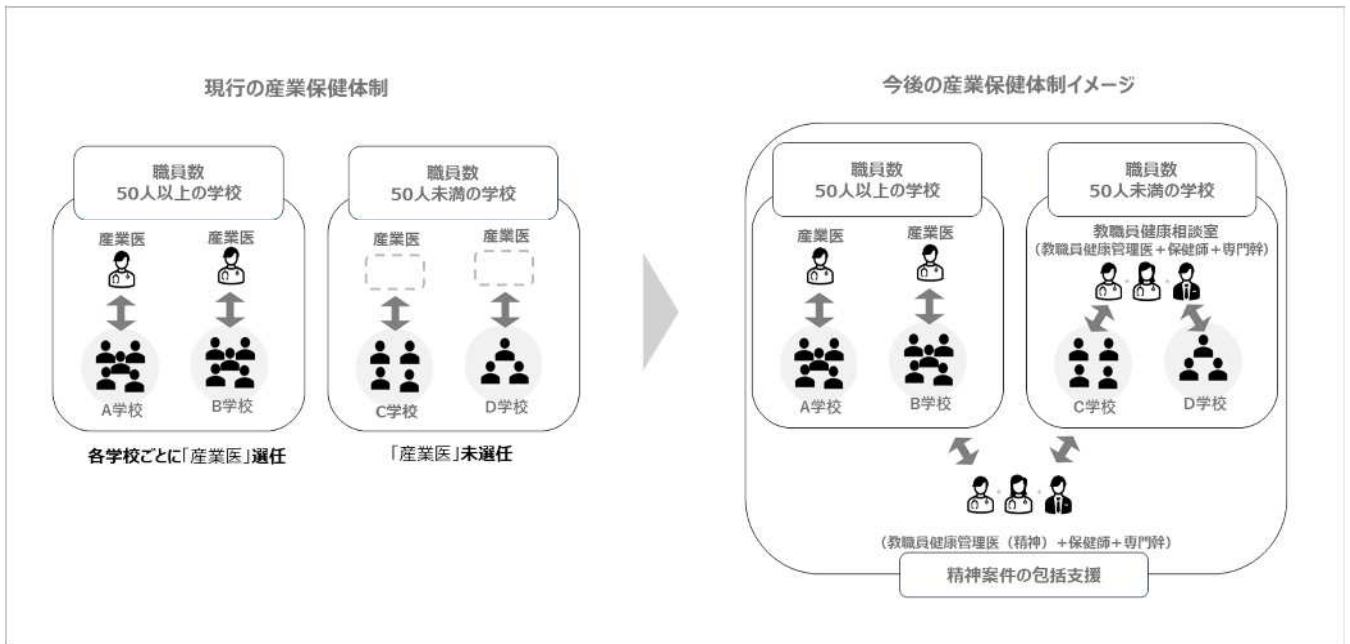 現行の産業保健体制
職員数
50人以上の学校
産業医
産業医
A学校
B学校
各学校ごとに「産業医」選任
職員数
50人未満の学校
産業医
産業医
C学校
D学校
「産業医」未選任
今後の産業保健体制イメージ
職員数
50人以上の学校
産業医
産業医
A学校
B学校
職員数
50人未満の学校
教職員健康相談室
（教職員健康管理医＋保健師＋専門幹）
C学校
D学校
（教職員健康管理医（精神）＋保健師＋専門幹）
精神案件の包括支援